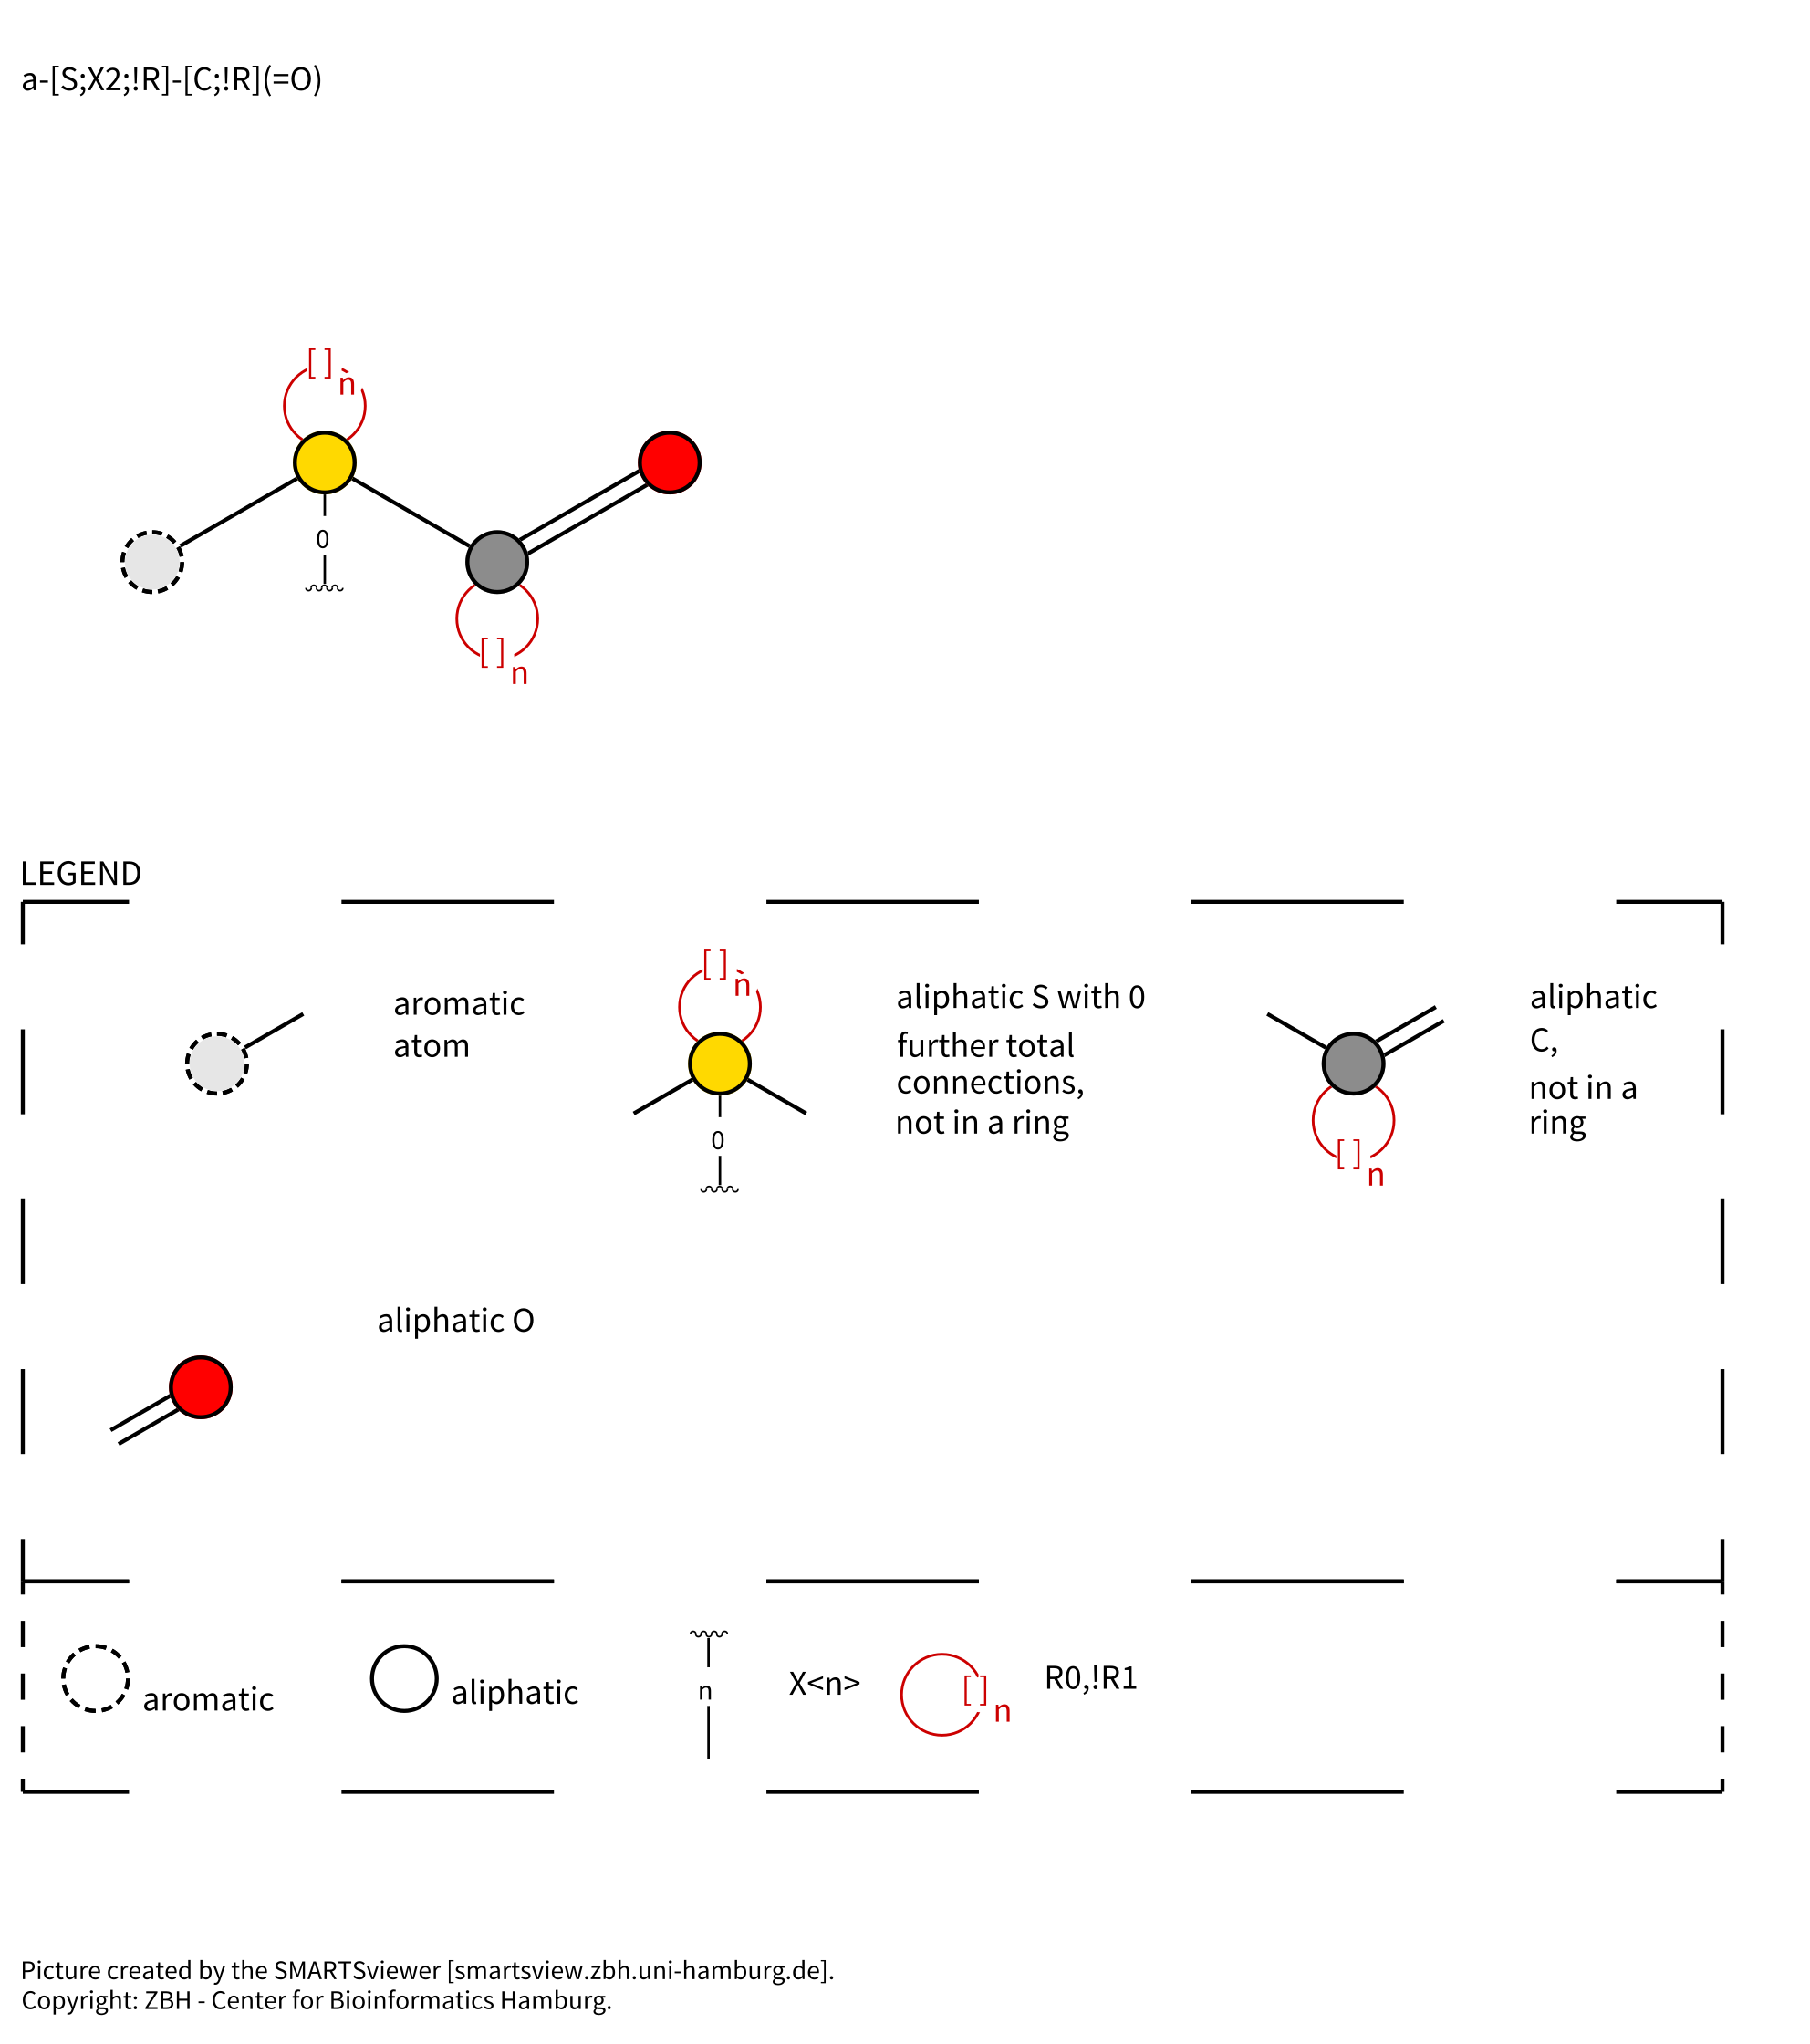 a-[S;X2;!R]-[C;!R](=O)
[ ]n
0
[ ]n
LEGEND
aromatic
atom
[ ]n
0
aliphatic S with 0
further total
connections,
not in a ring
[ ]n
aliphatic
C,
not in a
ring
aliphatic O
aromatic
aliphatic
n
X<n>
[ ]n
R0,!R1
Picture created by the SMARTSviewer [smartsview.zbh.uni-hamburg.de].
Copyright: ZBH - Center for Bioinformatics Hamburg.